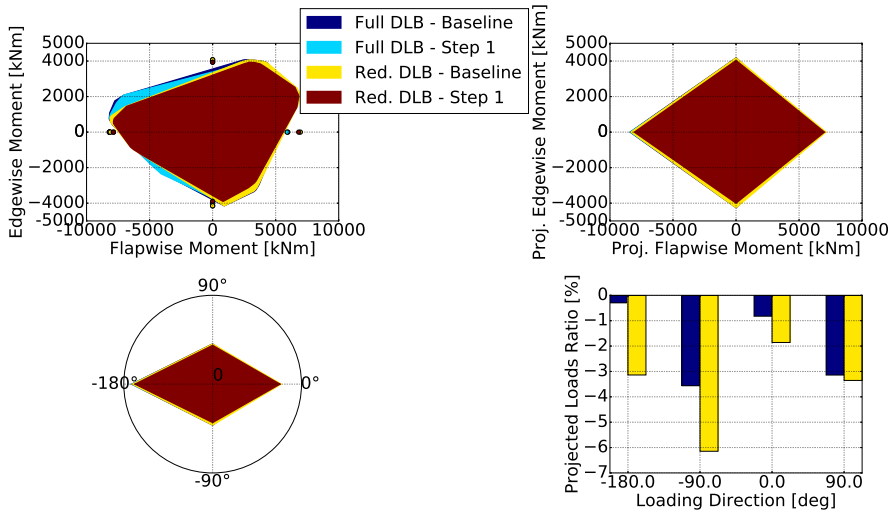 Full DLB - Baseline
Full DLB - Step 1
Red. DLB - Baseline
Red. DLB - Step 1
Edgewise Moment [kNm]
5000
4000
2000
0
−2000
−4000
−5000
−10000 −5000 0 5000 10000
Flapwise Moment [kNm]
Proj. Edgewise Moment [kNm]
5000
4000
2000
0
−2000
−4000
−5000
−10000 −5000 0 5000 10000
Proj. Flapwise Moment [kNm]
90°
-180°
0
0°
-90°
Projected Loads Ratio [%]
0
−1
−2
−3
−4
−5
−6
−7
-180.0 -90.0 0.0 90.0
Loading Direction [deg]